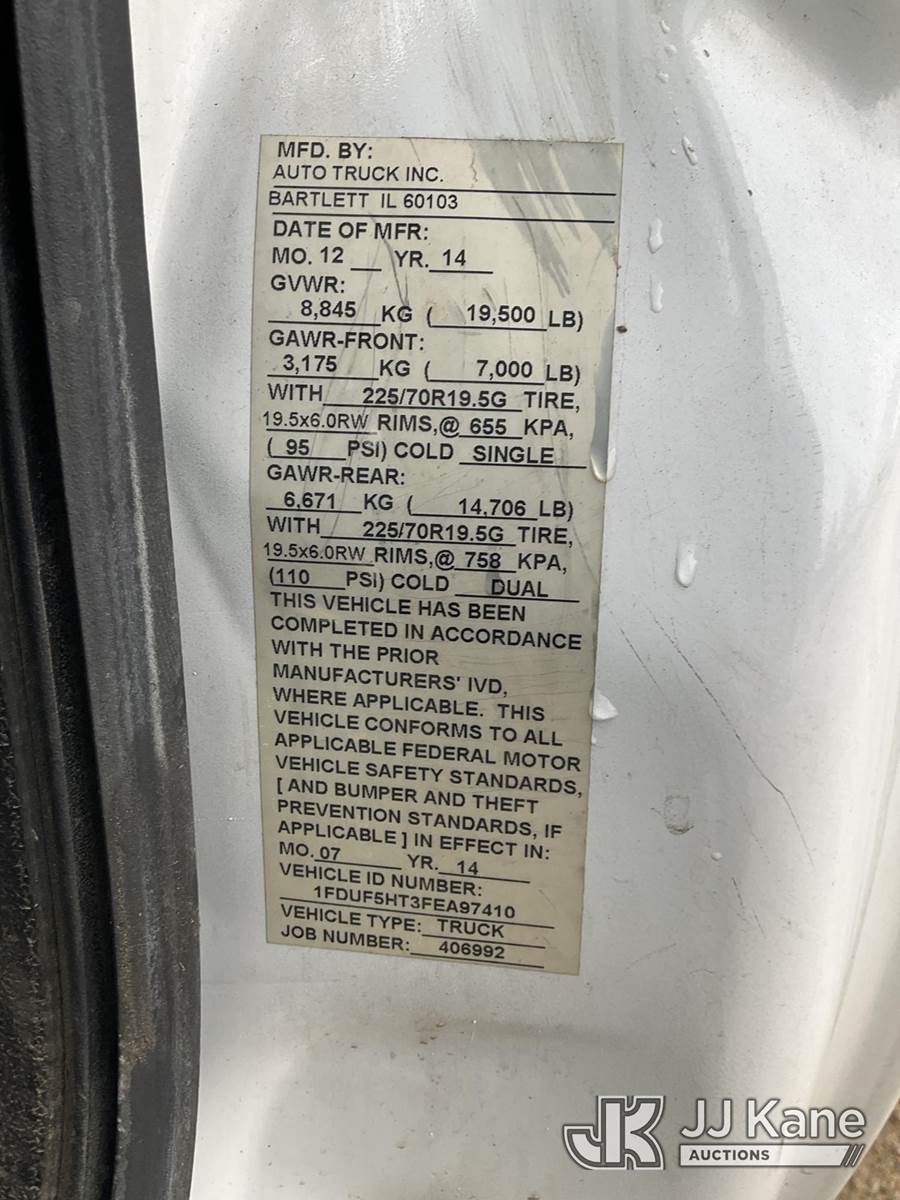 MFD. BY:
AUTO TRUCK INC.
BARTLETT IL 60103
DATE OF MFR:
MO. 12 YR. 14
GVWR:
8,845 KG ( 19,500 LB)
GAWR-FRONT:
3,175 KG ( 7,000 LB)
WITH 225/70R19.5G TIRE,
19.5x6.0RW RIMS,@ 655 KPA,
( 95 PSI) COLD SINGLE
GAWR-REAR:
6,671 KG ( 14,706 LB)
WITH 225/70R19.5G TIRE,
19.5x6.0RW RIMS,@ 758 KPA,
(110 PSI) COLD DUAL
THIS VEHICLE HAS BEEN
COMPLETED IN ACCORDANCE
WITH THE PRIOR
MANUFACTURERS' IVD,
WHERE APPLICABLE. THIS
VEHICLE CONFORMS TO ALL
APPLICABLE FEDERAL MOTOR
VEHICLE SAFETY STANDARDS,
[ AND BUMPER AND THEFT
PREVENTION STANDARDS, IF
APPLICABLE ] IN EFFECT IN:
MO. 07 YR. 14
VEHICLE ID NUMBER:
1FDUF5HT3FEA97410
VEHICLE TYPE: TRUCK
JOB NUMBER: 406992
JK JJ Kane
AUCTIONS